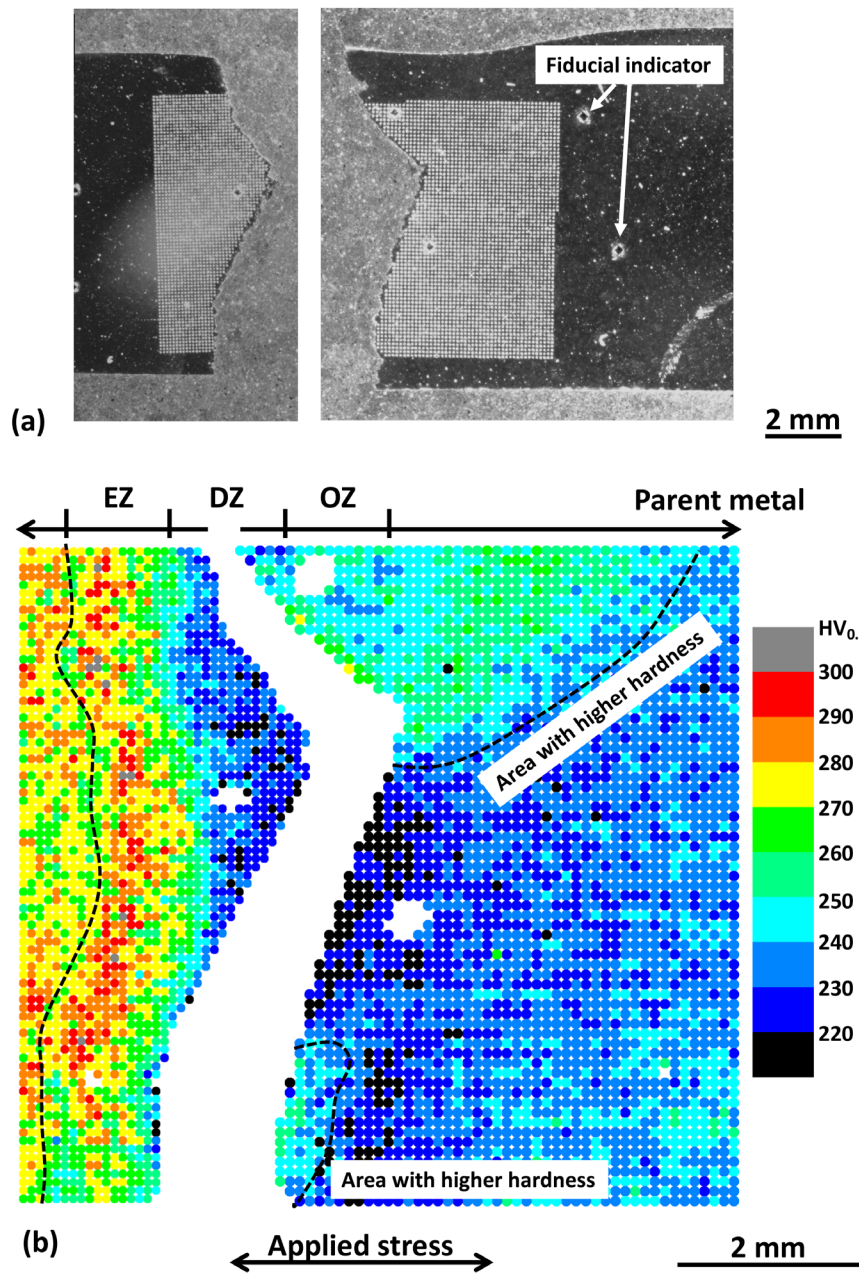 Fiducial indicator
(a)
2 mm
EZ DZ OZ Parent metal
HV0.
300
290
280
270
260
250
240
230
220
Area with higher hardness
Area with higher hardness
(b)
Applied stress
2 mm